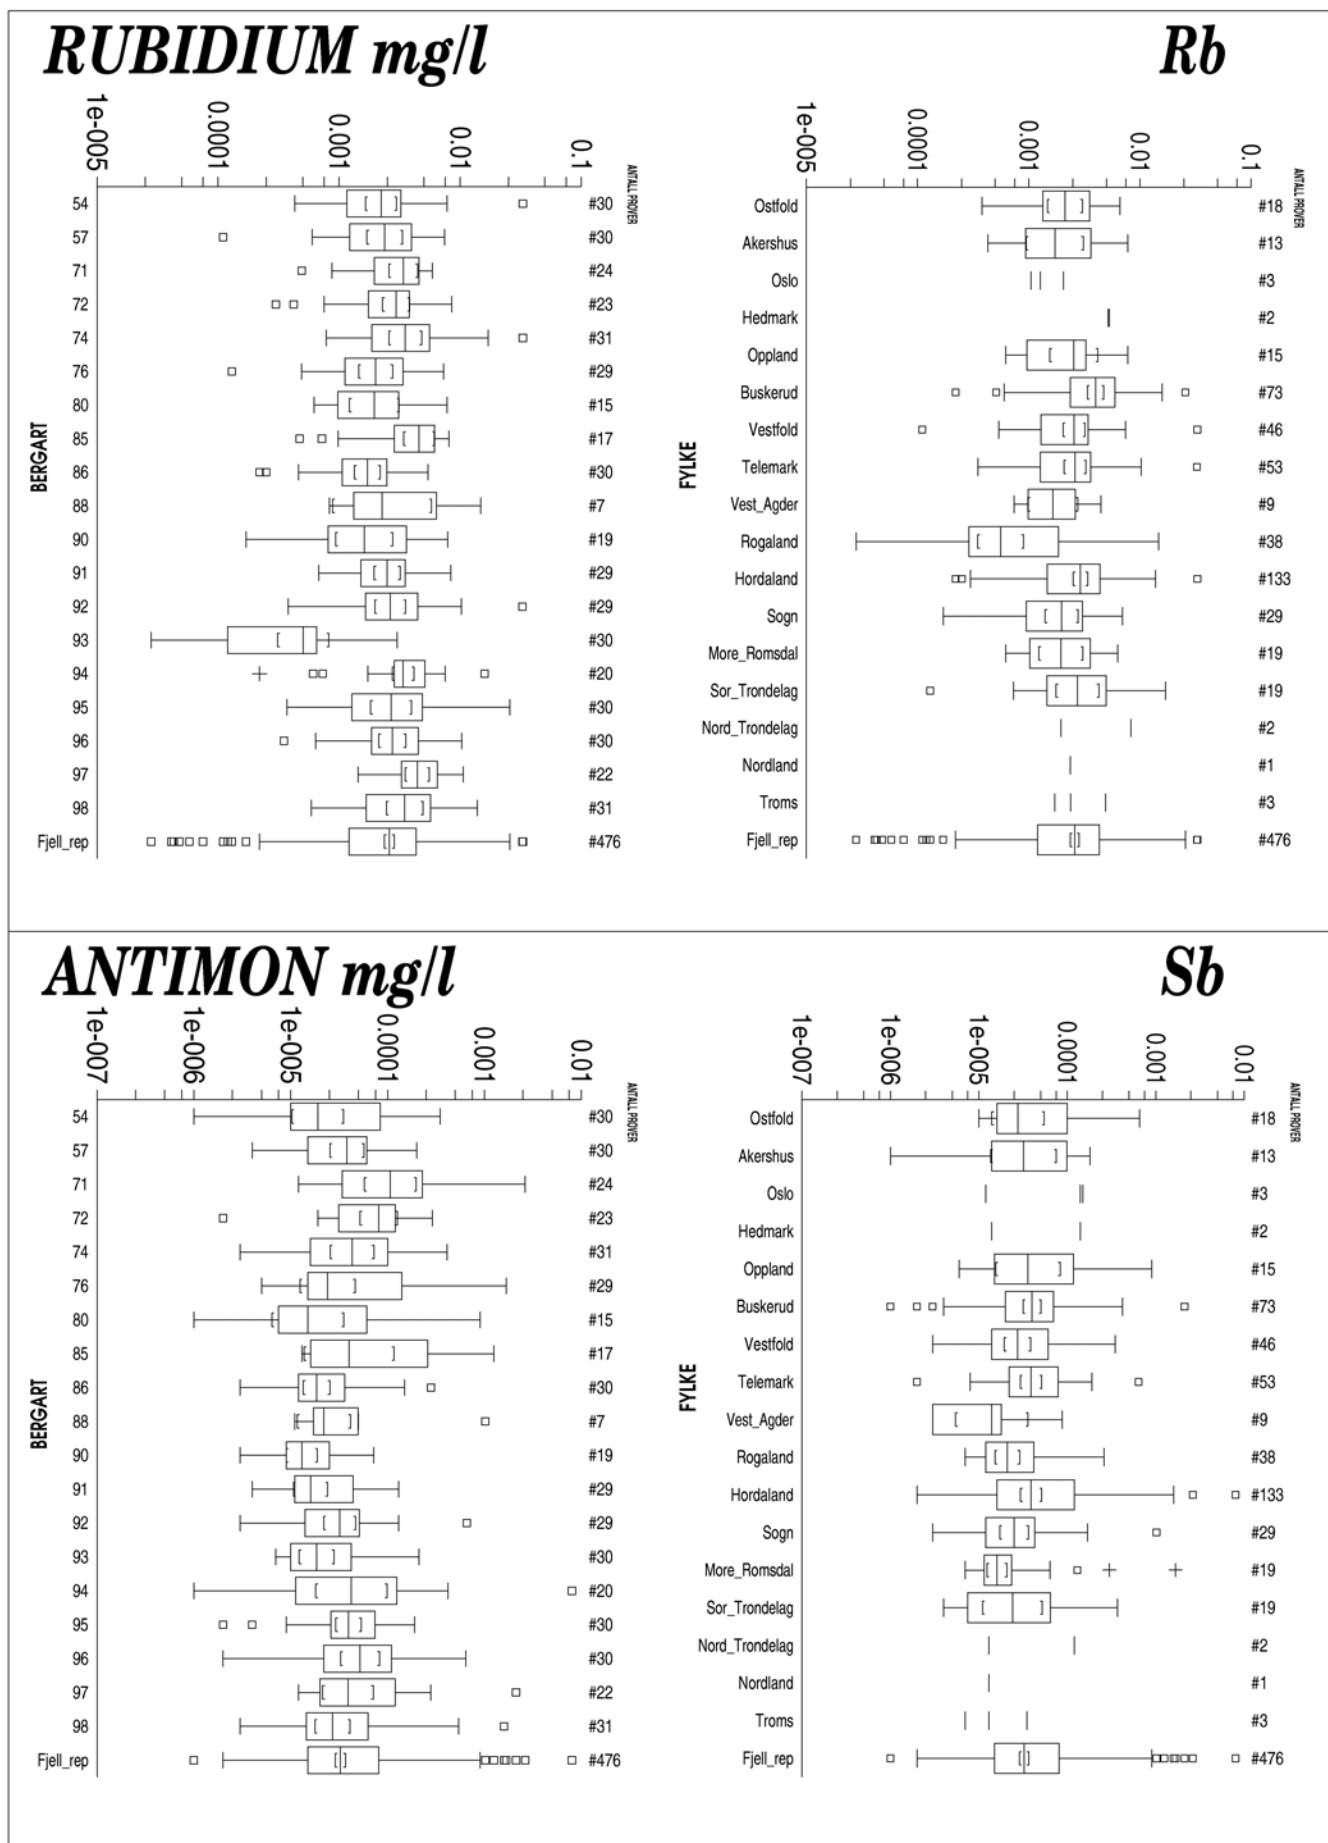 RUBIDIUM mg/l Rb
1e-005 0.0001 0.001 0.01 0.1
ANTALL PROVER
BERGART
54 #30
57 #30
71 #24
72 #23
74 #31
76 #29
80 #15
85 #17
86 #30
88 #7
90 #19
91 #29
92 #29
93 #30
94 #20
95 #30
96 #30
97 #22
98 #31
Fjell_rep #476
1e-005 0.0001 0.001 0.01 0.1
ANTALL PROVER
FYLKE
Ostfold #18
Akershus #13
Oslo #3
Hedmark #2
Oppland #15
Buskerud #73
Vestfold #46
Telemark #53
Vest_Agder #9
Rogaland #38
Hordaland #133
Sogn #29
More_Romsdal #19
Sor_Trondelag #19
Nord_Trondelag #2
Nordland #1
Troms #3
Fjell_rep #476
ANTIMON mg/l Sb
1e-007 1e-006 1e-005 0.0001 0.001 0.01
ANTALL PROVER
BERGART
54 #30
57 #30
71 #24
72 #23
74 #31
76 #29
80 #15
85 #17
86 #30
88 #7
90 #19
91 #29
92 #29
93 #30
94 #20
95 #30
96 #30
97 #22
98 #31
Fjell_rep #476
1e-007 1e-006 1e-005 0.0001 0.001 0.01
ANTALL PROVER
FYLKE
Ostfold #18
Akershus #13
Oslo #3
Hedmark #2
Oppland #15
Buskerud #73
Vestfold #46
Telemark #53
Vest_Agder #9
Rogaland #38
Hordaland #133
Sogn #29
More_Romsdal #19
Sor_Trondelag #19
Nord_Trondelag #2
Nordland #1
Troms #3
Fjell_rep #476